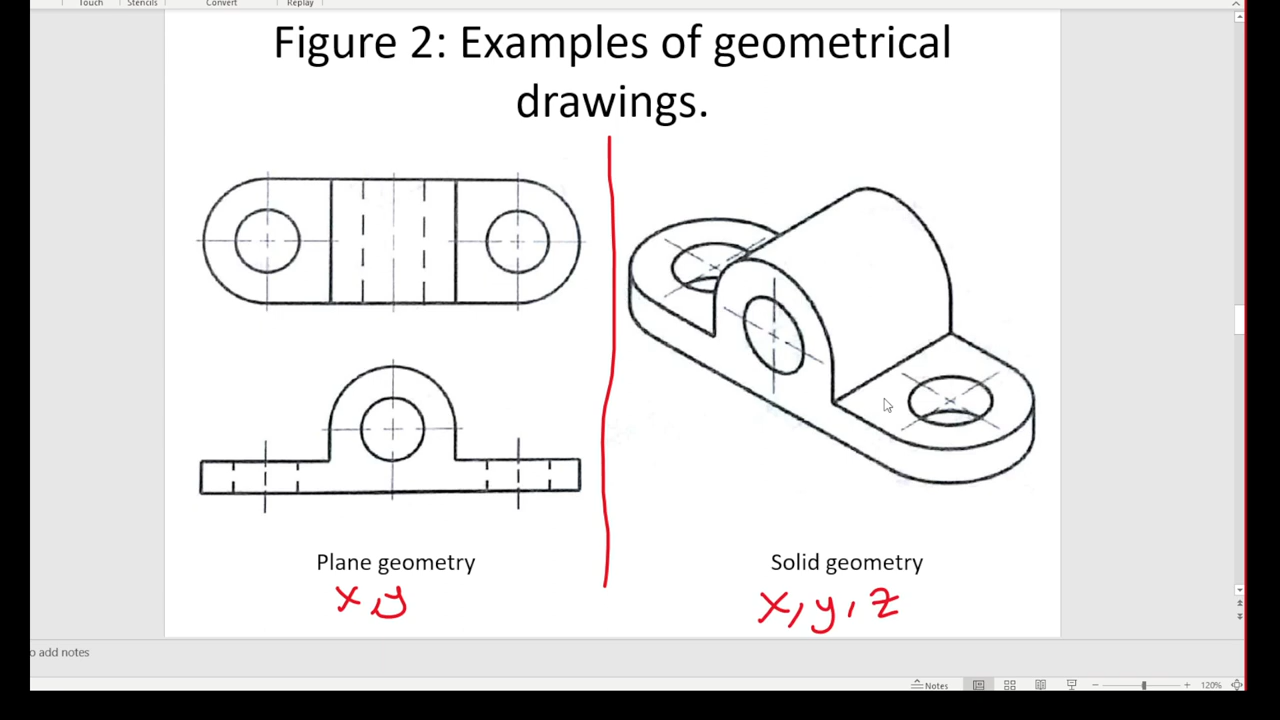 Touch Stencils Convert Replay
Figure 2: Examples of geometrical
drawings.
Plane geometry
Solid geometry
x,y
x,y,z
o add notes
Notes
120%